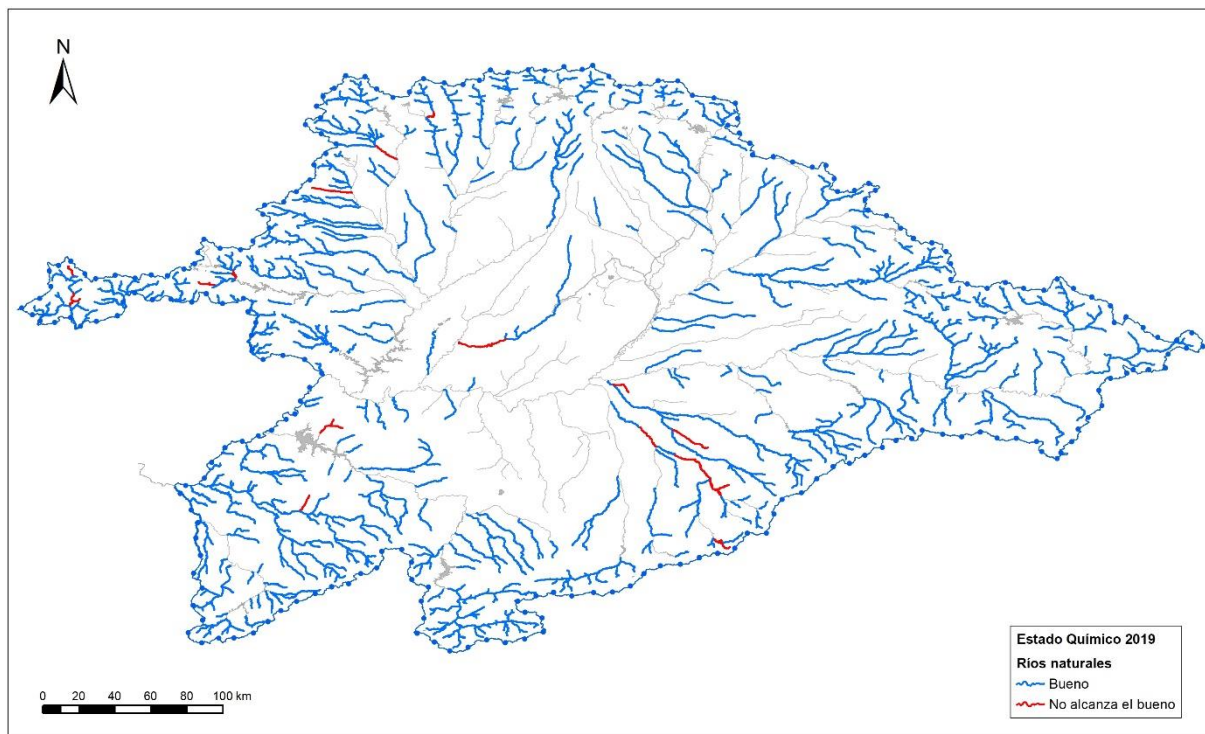 N
Estado Químico 2019
Ríos naturales
Bueno
No alcanza el bueno
0 20 40 60 80 100 km